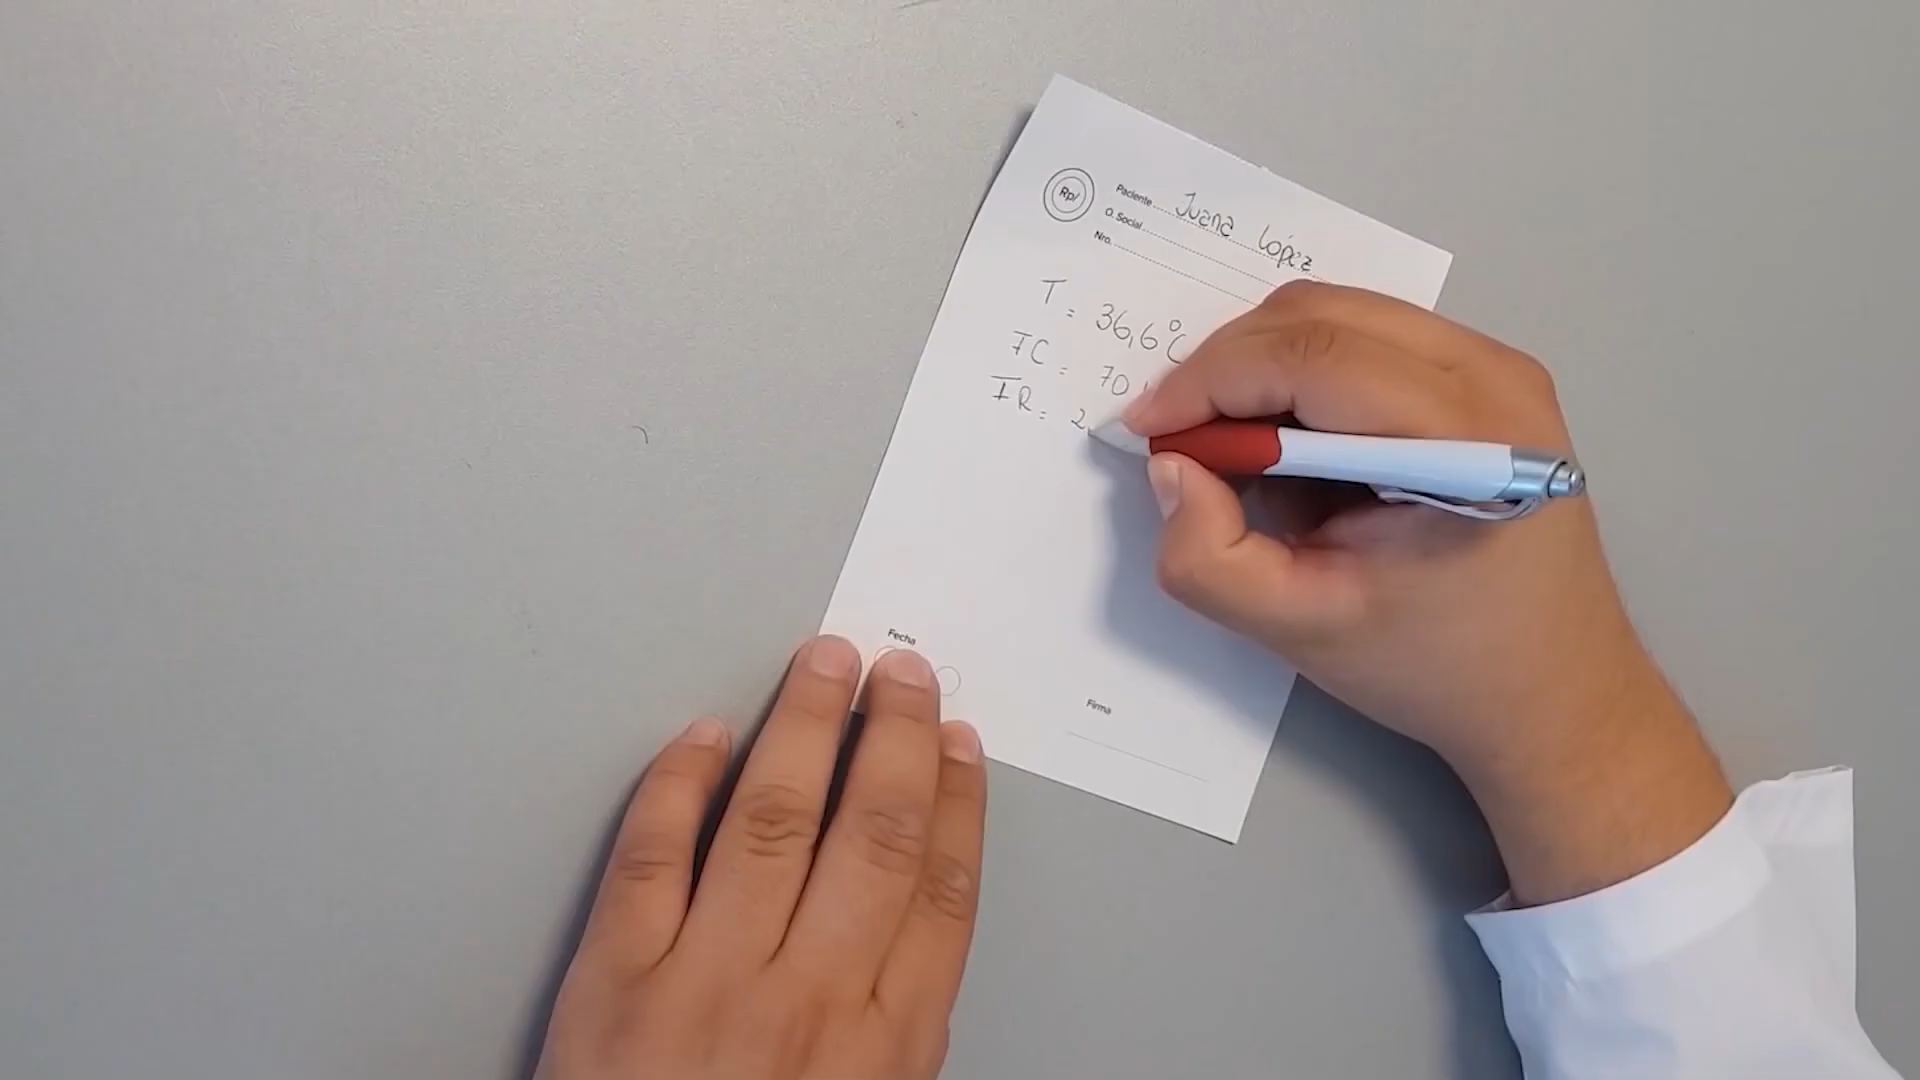 Rp/
Paciente Juana López
O. Social
Nro.
T = 36,6°C
FC = 70
FR = 2
Fecha
Firma